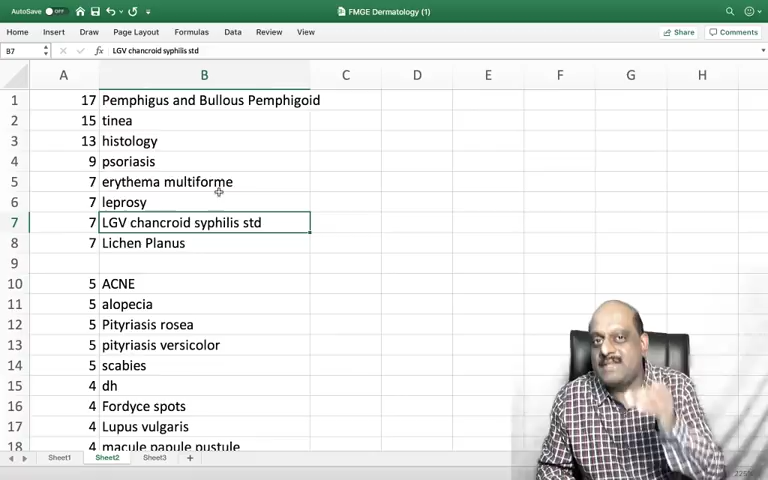 AutoSave OFF FMGE Dermatology (1)
Home Insert Draw Page Layout Formulas Data Review View Share Comments
B7 fx LGV chancroid syphilis std
A B C D E F G H
1 17 Pemphigus and Bullous Pemphigoid
2 15 tinea
3 13 histology
4 9 psoriasis
5 7 erythema multiforme
6 7 leprosy
7 7 LGV chancroid syphilis std
8 7 Lichen Planus
9
10 5 ACNE
11 5 alopecia
12 5 Pityriasis rosea
13 5 pityriasis versicolor
14 5 scabies
15 4 dh
16 4 Fordyce spots
17 4 Lupus vulgaris
18 4 macule papule pustule
Sheet1 Sheet2 Sheet3 +